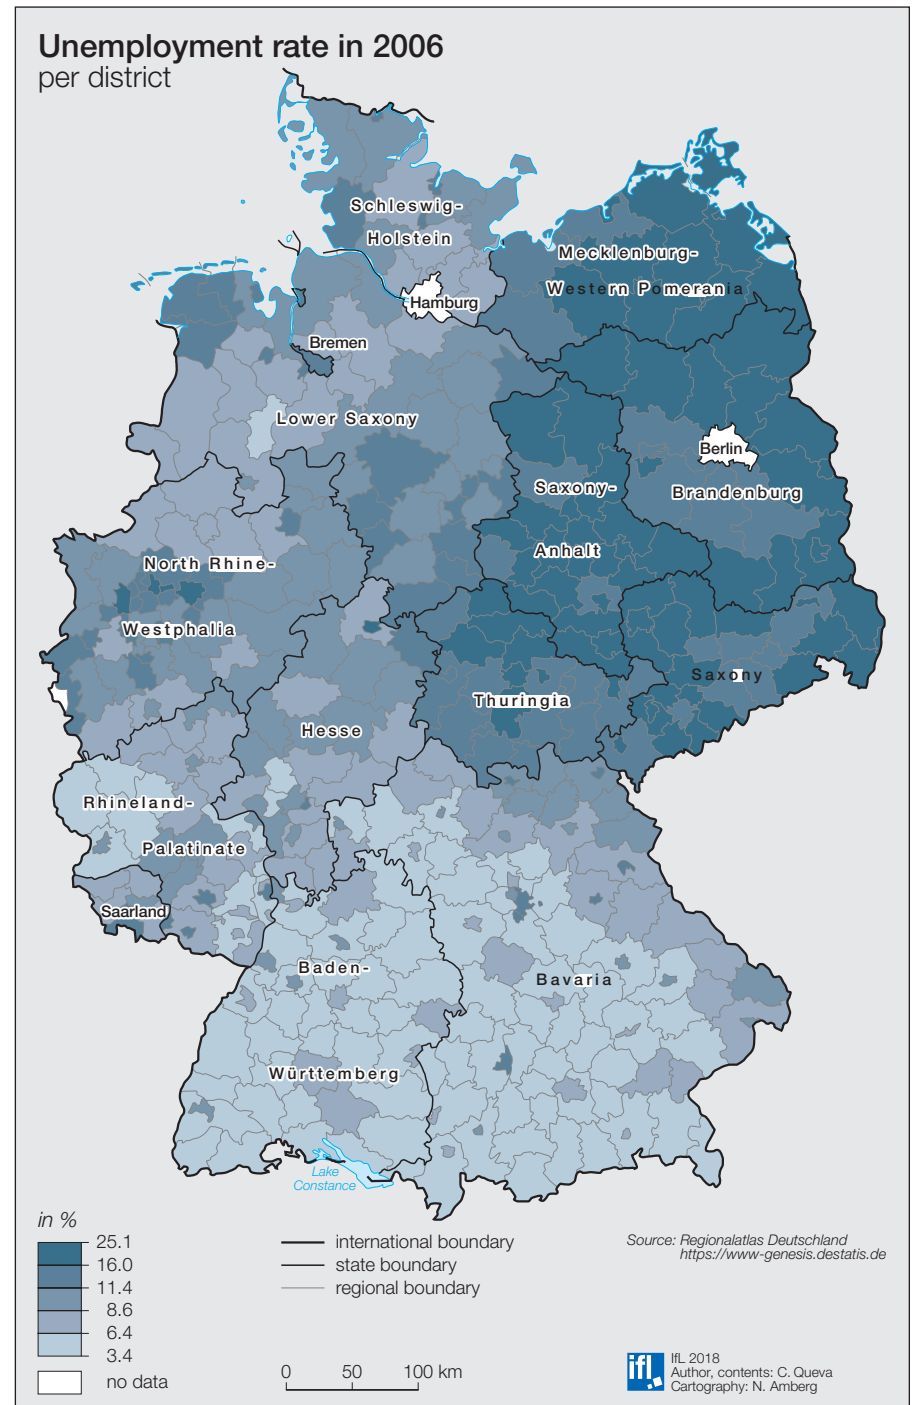 Unemployment rate in 2006
per district
Schleswig-
Holstein
Mecklenburg-
Western Pomerania
Hamburg
Bremen
Lower Saxony
Berlin
Saxony-
Brandenburg
Anhalt
North Rhine-
Westphalia
Saxony
Thuringia
Hesse
Rhineland-
Palatinate
Saarland
Baden-
Bavaria
Württemberg
Lake
Constance
in %
25.1
16.0
11.4
8.6
6.4
3.4
no data
international boundary
state boundary
regional boundary
0 50 100 km
Source: Regionalatlas Deutschland
https://www-genesis.destatis.de
ifl
IfL 2018
Author, contents: C. Queva
Cartography: N. Amberg